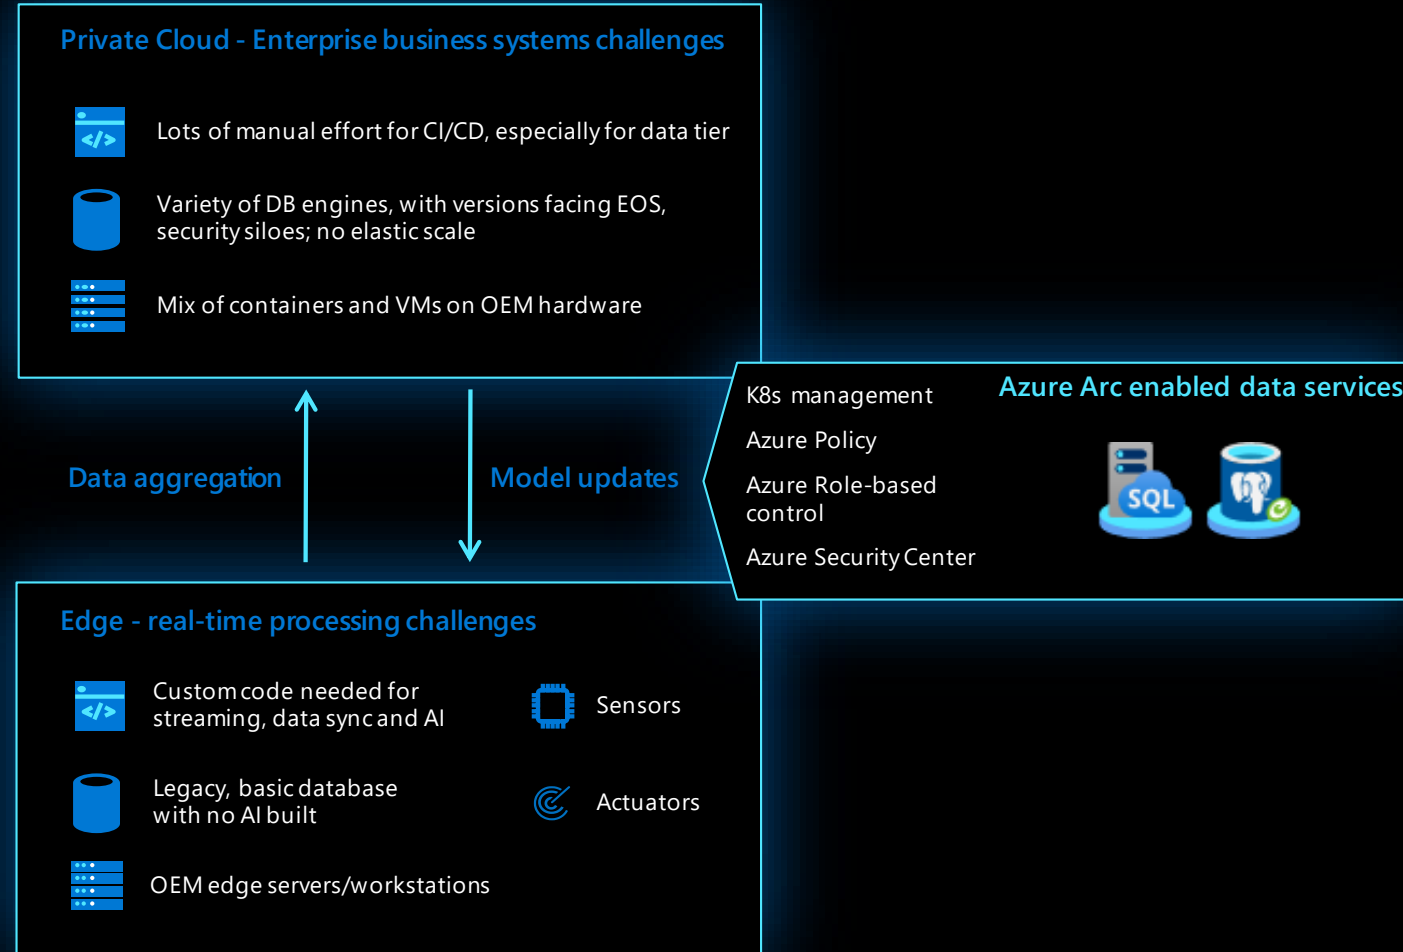 Private Cloud - Enterprise business systems challenges
</>
Lots of manual effort for CI/CD, especially for data tier
Variety of DB engines, with versions facing EOS,
security siloes; no elastic scale
Mix of containers and VMs on OEM hardware
Data aggregation
Model updates
K8s management
Azure Policy
Azure Role-based
control
Azure Security Center
Azure Arc enabled data services
SQL
Edge - real-time processing challenges
</>
Custom code needed for
streaming, data sync and AI
Legacy, basic database
with no AI built
OEM edge servers/workstations
Sensors
Actuators